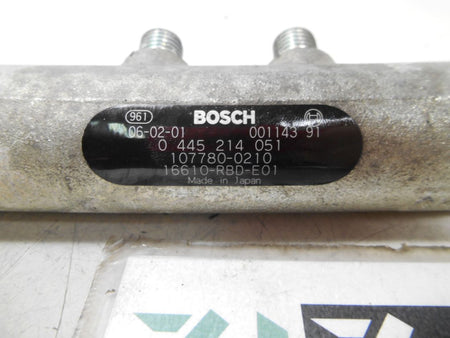 961 BOSCH
06-02-01 001143 91
0 445 214 051
107780-0210
16610-RBD-E01
Made in Japan